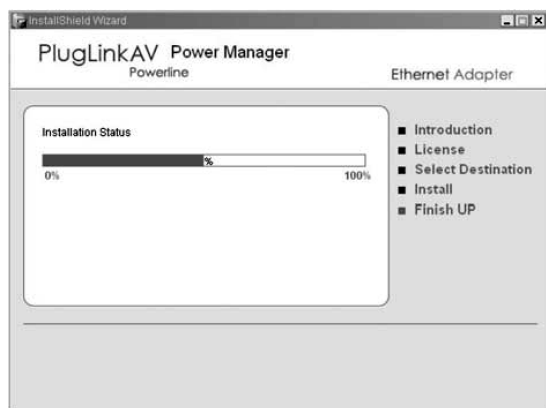 InstallShield Wizard
PlugLinkAV Power Manager
Powerline
Ethernet Adapter
Installation Status
%
0% 100%
Introduction
License
Select Destination
Install
Finish UP